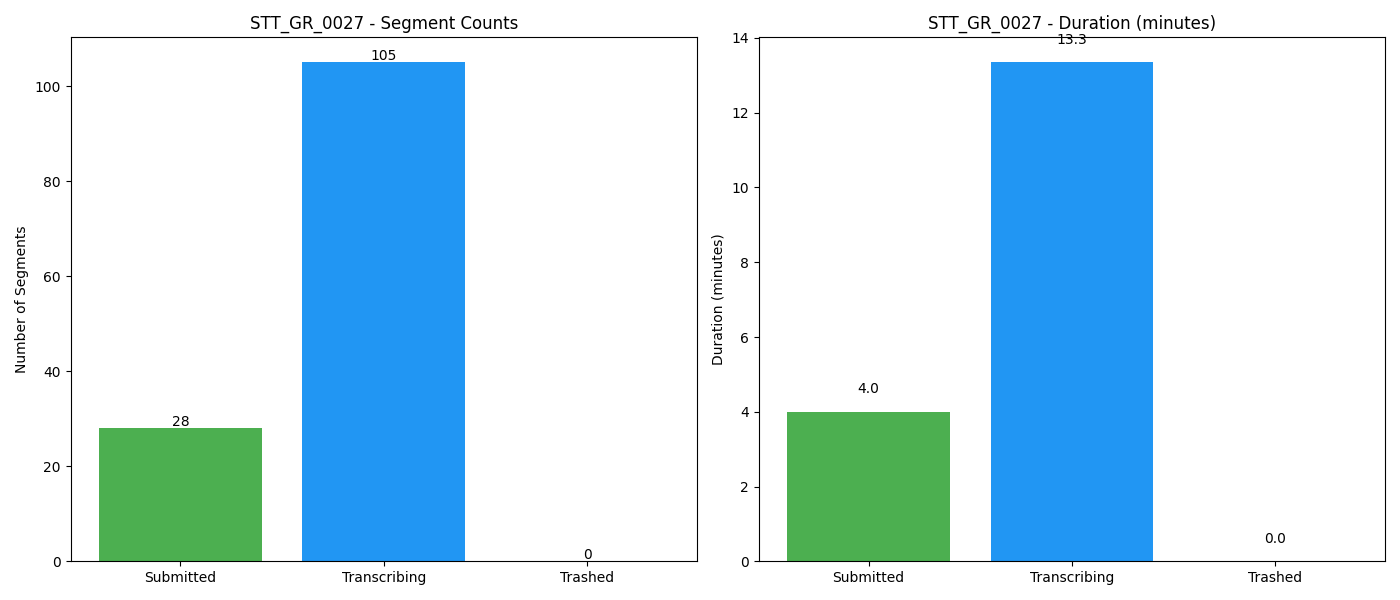 STT_GR_0027 - Segment Counts
Number of Segments
100
80
60
40
20
0
28
105
0
Submitted
Transcribing
Trashed
STT_GR_0027 - Duration (minutes)
Duration (minutes)
14
12
10
8
6
4
2
0
4.0
13.3
0.0
Submitted
Transcribing
Trashed